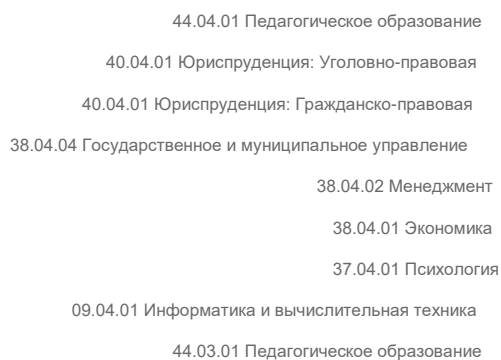 44.04.01 Педагогическое образование
40.04.01 Юриспруденция: Уголовно-правовая
40.04.01 Юриспруденция: Гражданско-правовая
38.04.04 Государственное и муниципальное управление
38.04.02 Менеджмент
38.04.01 Экономика
37.04.01 Психология
09.04.01 Информатика и вычислительная техника
44.03.01 Педагогическое образование